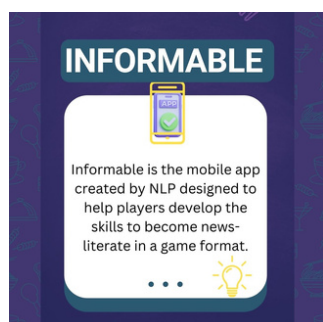 INFORMABLE
APP
Informable is the mobile app
created by NLP designed to
help players develop the
skills to become news-
literate in a game format.